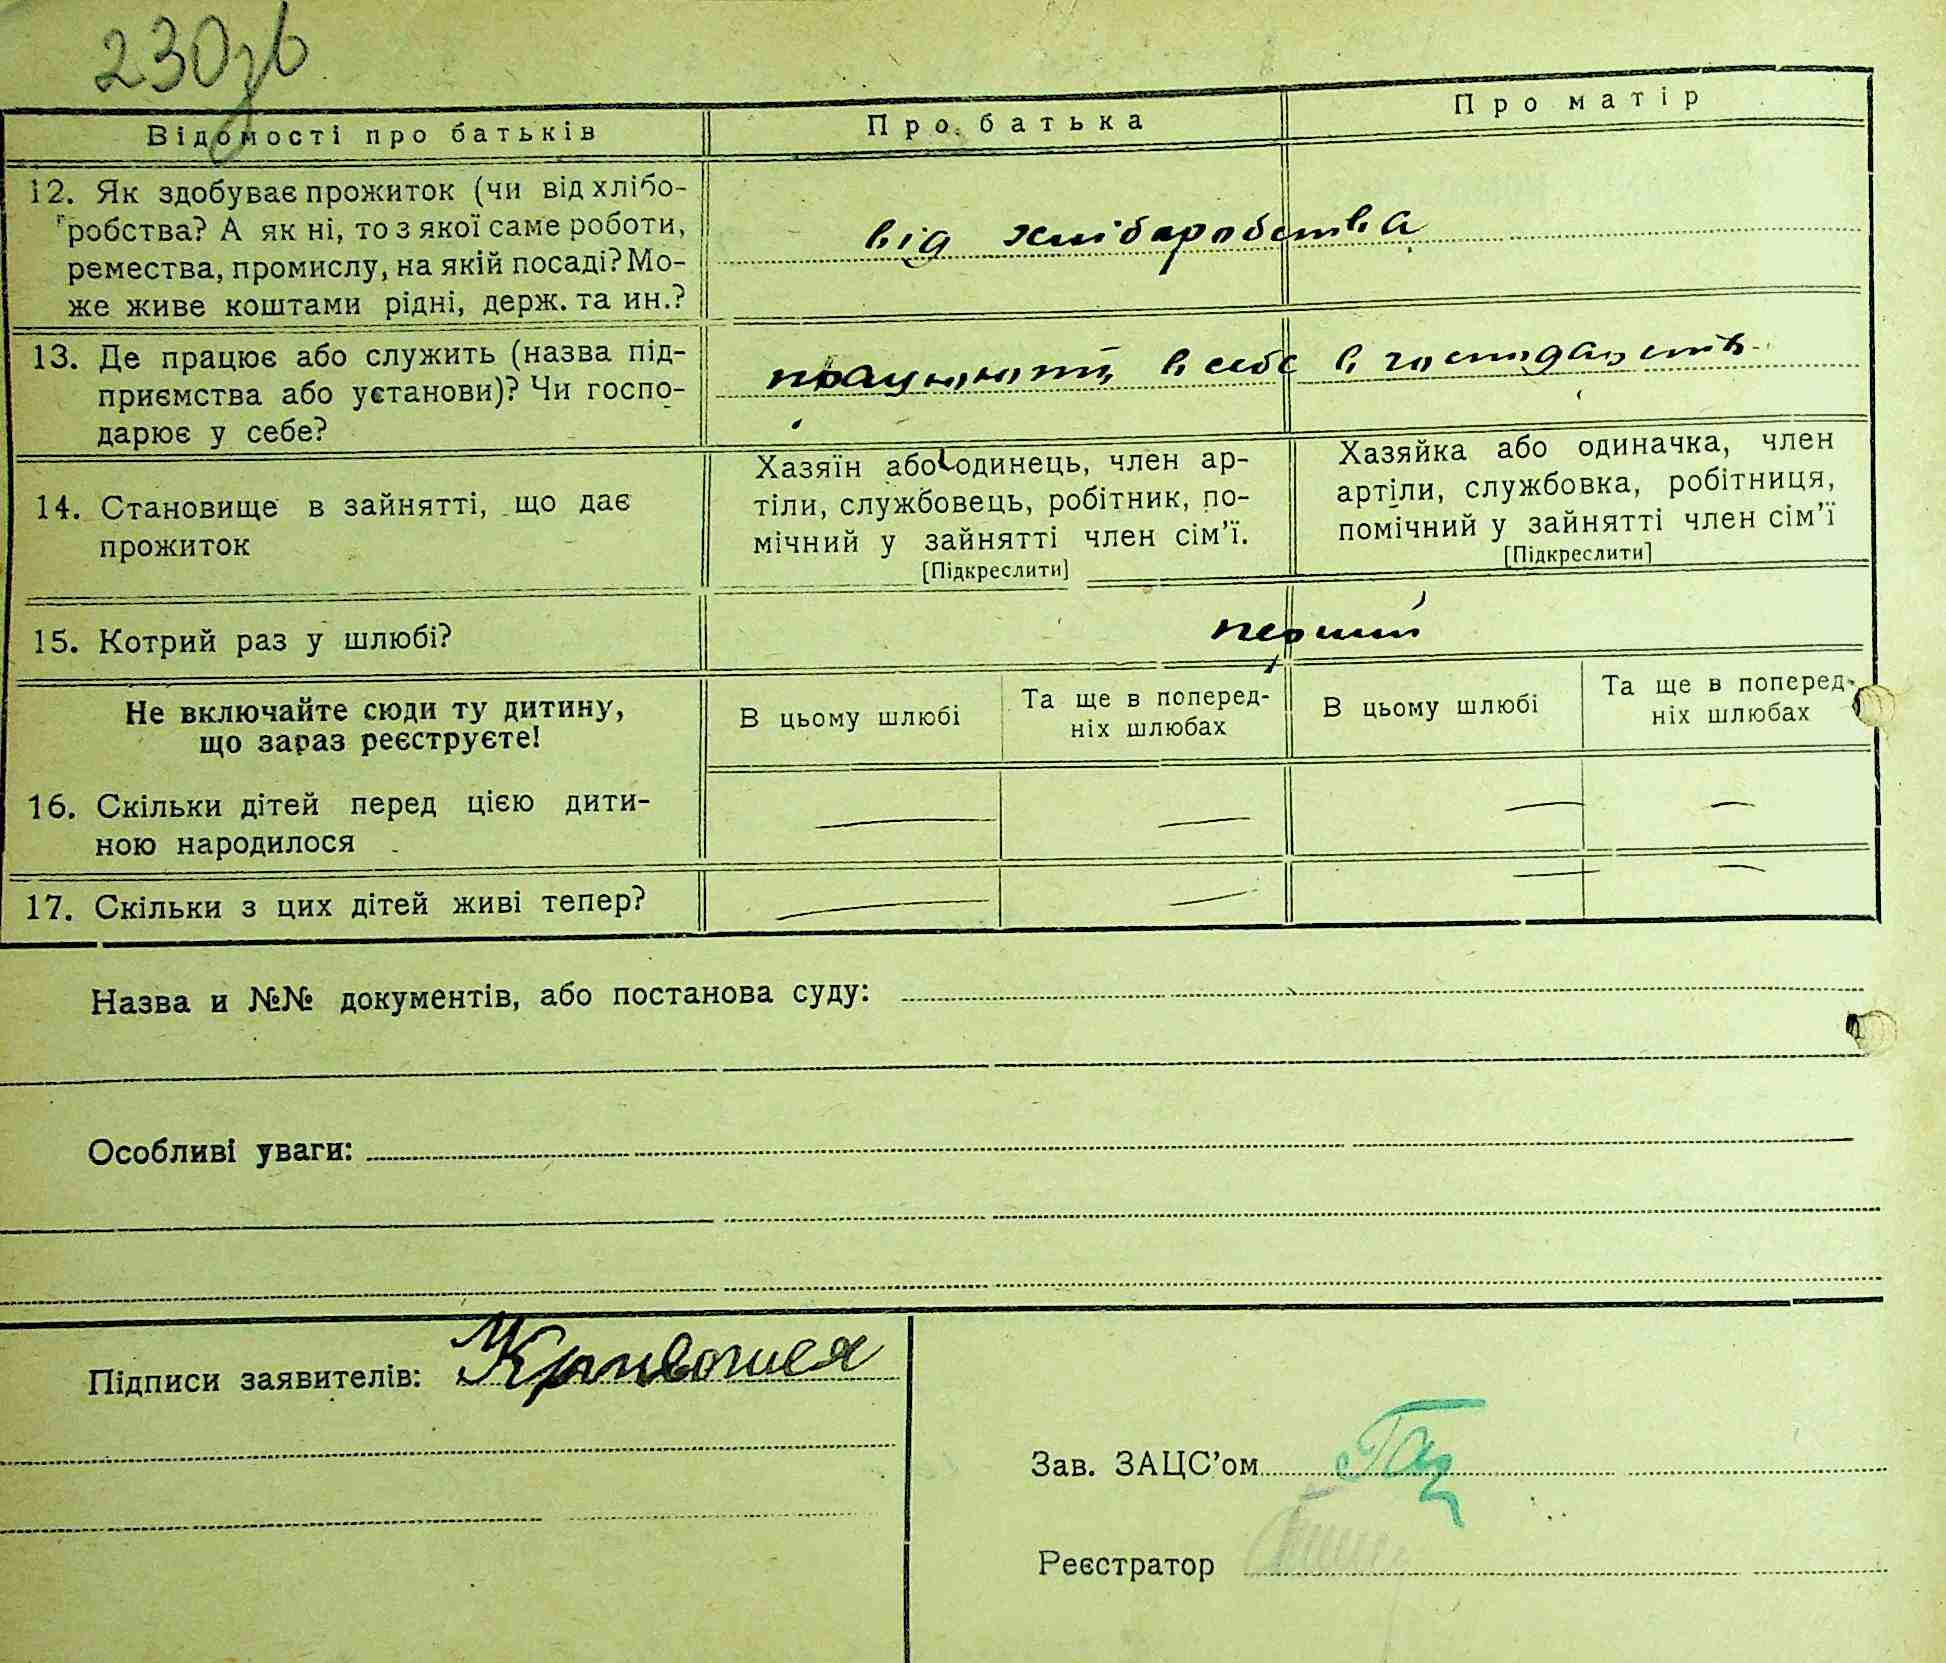 230зв
Відомості про батьків
Про батька
Про матір
12. Як здобуває прожиток (чи від хлібо-
робства? А як ні, то з якої саме роботи,
ремества, промислу, на якій посаді? Мо-
же живе коштами рідні, держ. та ин.?
від хліборобства
13. Де працює або служить (назва під-
приємства або установи)? Чи госпо-
дарює у себе?
працюють в себе в господарстві
14. Становище в зайнятті, що дає
прожиток
Хазяїн або одинець, член ар-
тіли, службовець, робітник, по-
мічний у зайнятті член сім’ї.
[Підкреслити]
Хазяйка або одиначка, член
артіли, службовка, робітниця,
помічний у зайнятті член сім’ї
[Підкреслити]
15. Котрий раз у шлюбі?
перший
Не включайте сюди ту дитину,
що зараз реєструєте!
В цьому шлюбі
Та ще в поперед-
ніх шлюбах
В цьому шлюбі
Та ще в поперед-
ніх шлюбах
16. Скільки дітей перед цією дити-
ною народилося
17. Скільки з цих дітей живі тепер?
Назва и №№ документів, або постанова суду:
Особливі уваги:
Підписи заявителів:
Зав. ЗАЦС’ом
Реєстратор